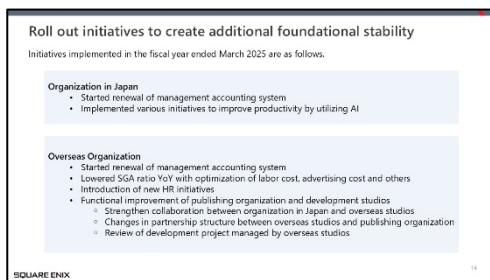 Roll out initiatives to create additional foundational stability
Initiatives implemented in the fiscal year ended March 2025 are as follows.
Organization in Japan
• Started renewal of management accounting system
• Implemented various initiatives to improve productivity by utilizing AI
Overseas Organization
• Started renewal of management accounting system
• Lowered SGA ratio YoY with optimization of labor cost, advertising cost and others
• Introduction of new HR initiatives
• Functional improvement of publishing organization and development studios
○ Strengthen collaboration between organization in Japan and overseas studios
○ Changes in partnership structure between overseas studios and publishing organization
○ Review of development project managed by overseas studios
SQUARE ENIX
14